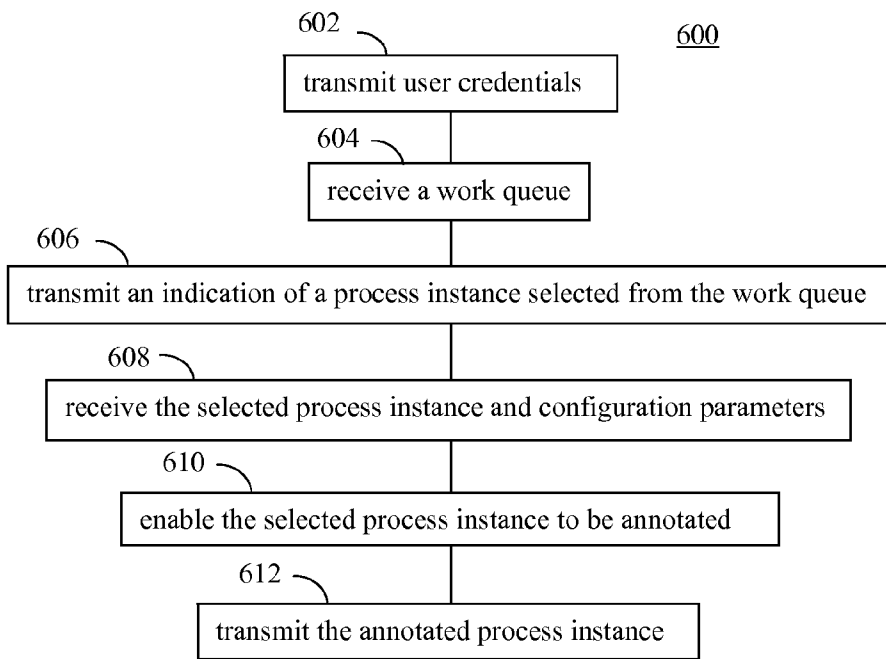 600
602
transmit user credentials
604
receive a work queue
606
transmit an indication of a process instance selected from the work queue
608
receive the selected process instance and configuration parameters
610
enable the selected process instance to be annotated
612
transmit the annotated process instance